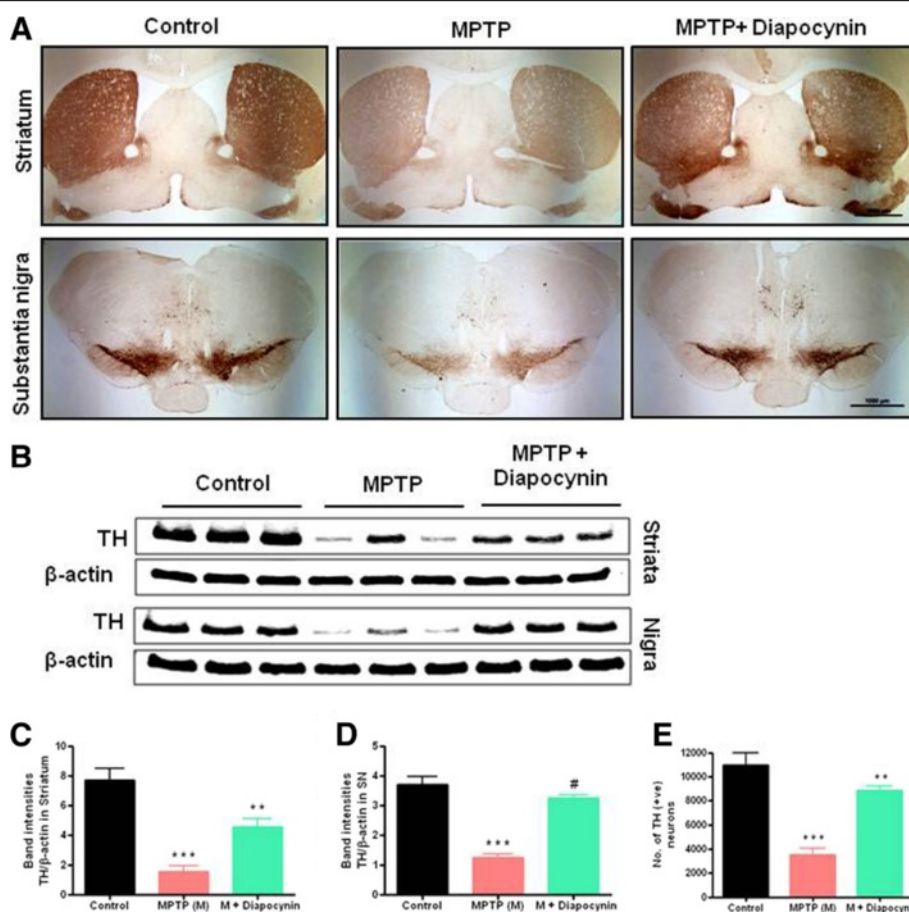 A
Control
MPTP
MPTP+ Diapocynin
Striatum
Substantia nigra
1000 µm
B
Control
MPTP
MPTP +
Diapocynin
TH
β-actin
Striata
TH
β-actin
Nigra
C
Band intensities
TH/β-actin in Striatum
10
8
6
4
2
0
***
**
Control
MPTP (M)
M + Diapocynin
D
Band intensities
TH/β-actin in SN
5
4
3
2
1
0
***
#
Control
MPTP (M)
M + Diapocynin
E
No. of TH (+ve)
neurons
12000
10000
8000
6000
4000
2000
0
***
**
Control
MPTP (M)
M + Diapocynin